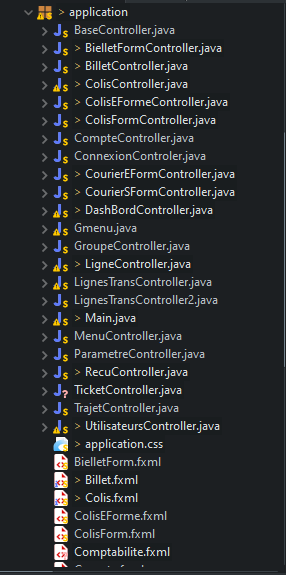 > application
BaseController.java
> BielletFormController.java
> BilletController.java
> ColisController.java
> ColisEFormeController.java
> ColisFormController.java
CompteController.java
ConnexionController.java
> CourierEFormController.java
> CourierSFormController.java
> DashBordController.java
Gmenu.java
GroupeController.java
> LigneController.java
LignesTransController.java
LignesTransController2.java
> Main.java
MenuController.java
ParametreController.java
> RecuController.java
TicketController.java
TrajetController.java
> UtilisateursController.java
> application.css
BielletForm.fxml
> Billet.fxml
> Colis.fxml
ColisEForme.fxml
ColisForm.fxml
Comptabilite.fxml